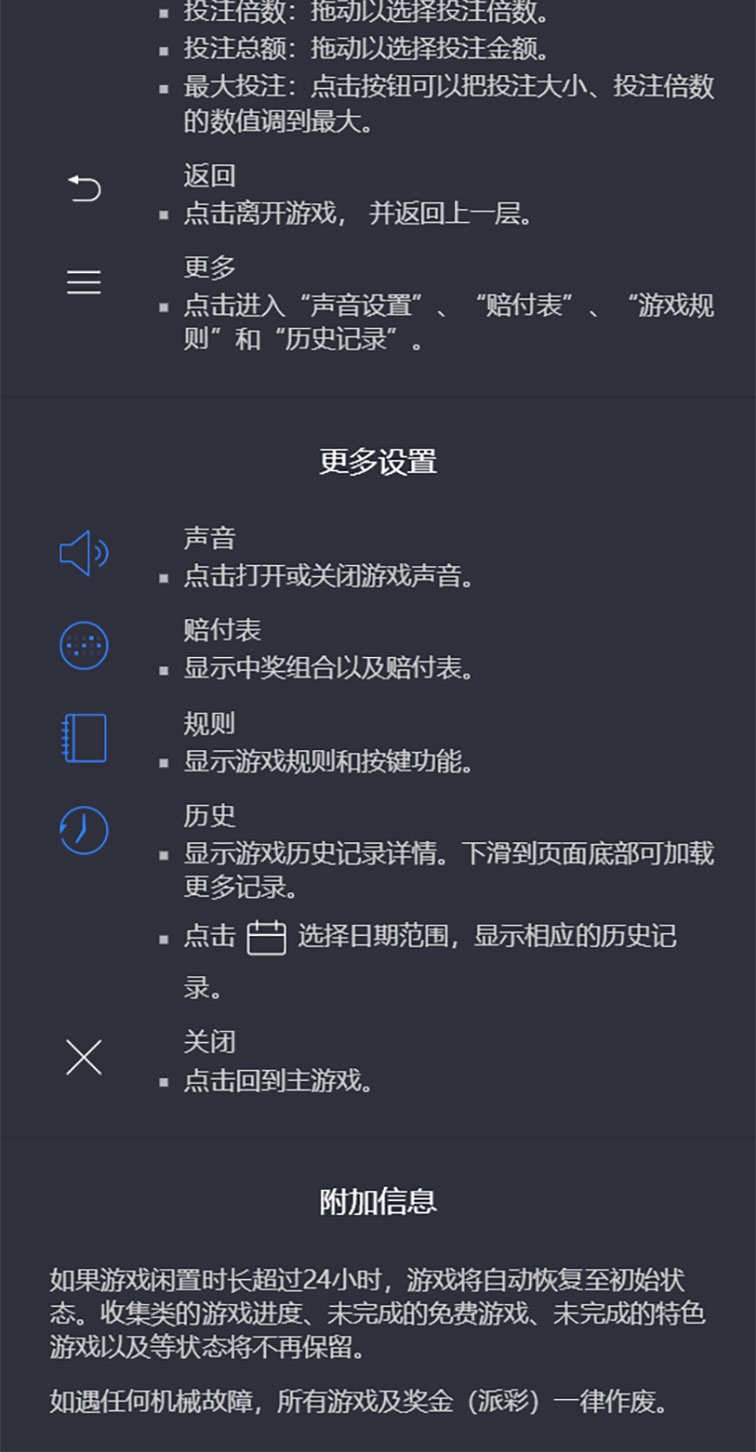 投注倍数：拖动以选择投注倍数。
投注总额：拖动以选择投注金额。
最大投注：点击按钮可以把投注大小、投注倍数
的数值调到最大。
返回
点击离开游戏， 并返回上一层。
更多
点击进入“声音设置”、“赔付表”、“游戏规
则”和“历史记录”。
更多设置
声音
点击打开或关闭游戏声音。
赔付表
显示中奖组合以及赔付表。
规则
显示游戏规则和按键功能。
历史
显示游戏历史记录详情。下滑到页面底部可加载
更多记录。
点击 选择日期范围，显示相应的历史记
录。
关闭
点击回到主游戏。
附加信息
如果游戏闲置时长超过24小时，游戏将自动恢复至初始状
态。收集类的游戏进度、未完成的免费游戏、未完成的特色
游戏以及等状态将不再保留。
如遇任何机械故障，所有游戏及奖金（派彩）一律作废。